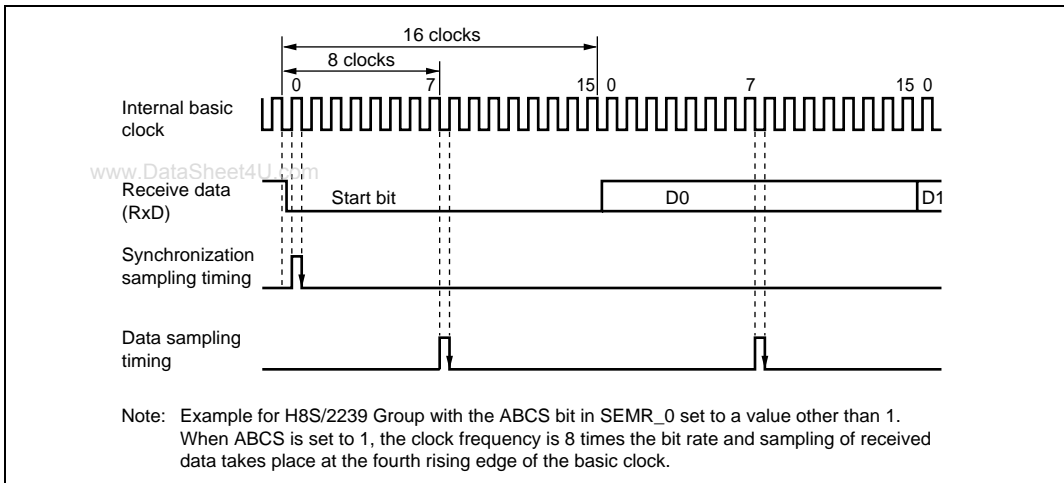 16 clocks
8 clocks
0 7 15 0 7 15 0
Internal basic
clock
www.DataSheet4U.com
Receive data
(RxD)
Start bit D0 D1
Synchronization
sampling timing
Data sampling
timing
Note: Example for H8S/2239 Group with the ABCS bit in SEMR_0 set to a value other than 1.
When ABCS is set to 1, the clock frequency is 8 times the bit rate and sampling of received
data takes place at the fourth rising edge of the basic clock.